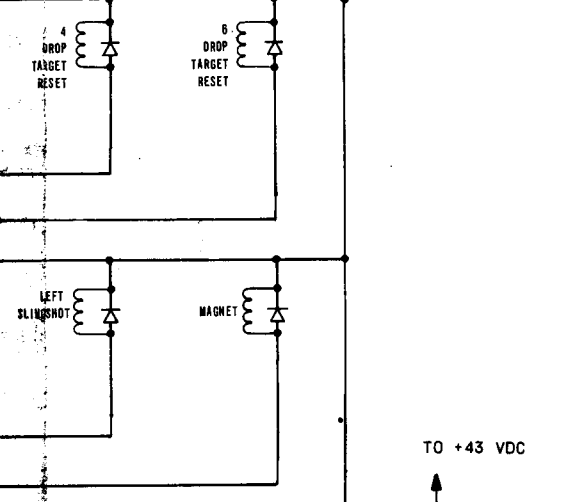 4
DROP
TARGET
RESET
6
DROP
TARGET
RESET
LEFT
SLINGSHOT
MAGNET
TO +43 VDC